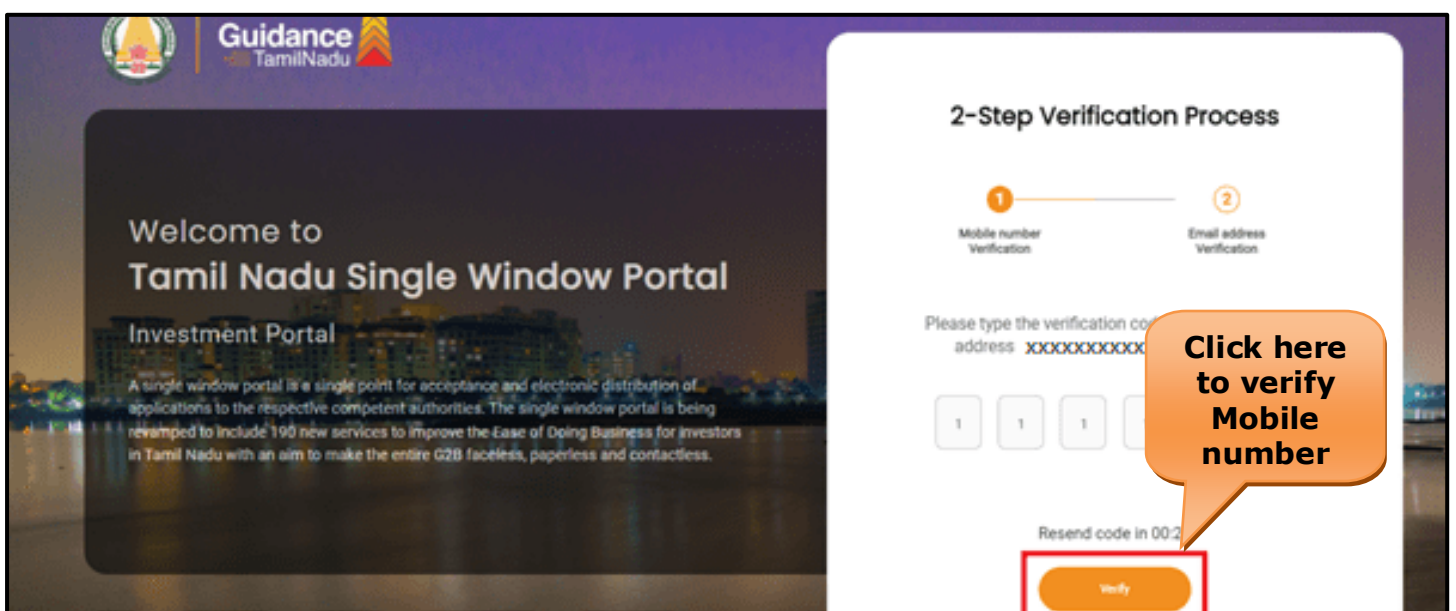 Guidance
TamilNadu
Welcome to
Tamil Nadu Single Window Portal
Investment Portal
A single window portal is a single point for acceptance and electronic distribution of
applications to the respective competent authorities. The single window portal is being
revamped to include 190 new services to improve the Ease of Doing Business for investors
in Tamil Nadu with an aim to make the entire G2B faceless, paperless and contactless.
2-Step Verification Process
1
2
Mobile number
Verification
Email address
Verification
Please type the verification
address xxxxxxxxxx
1 1 1
Resend code in
Verify
Click here
to verify
Mobile
number